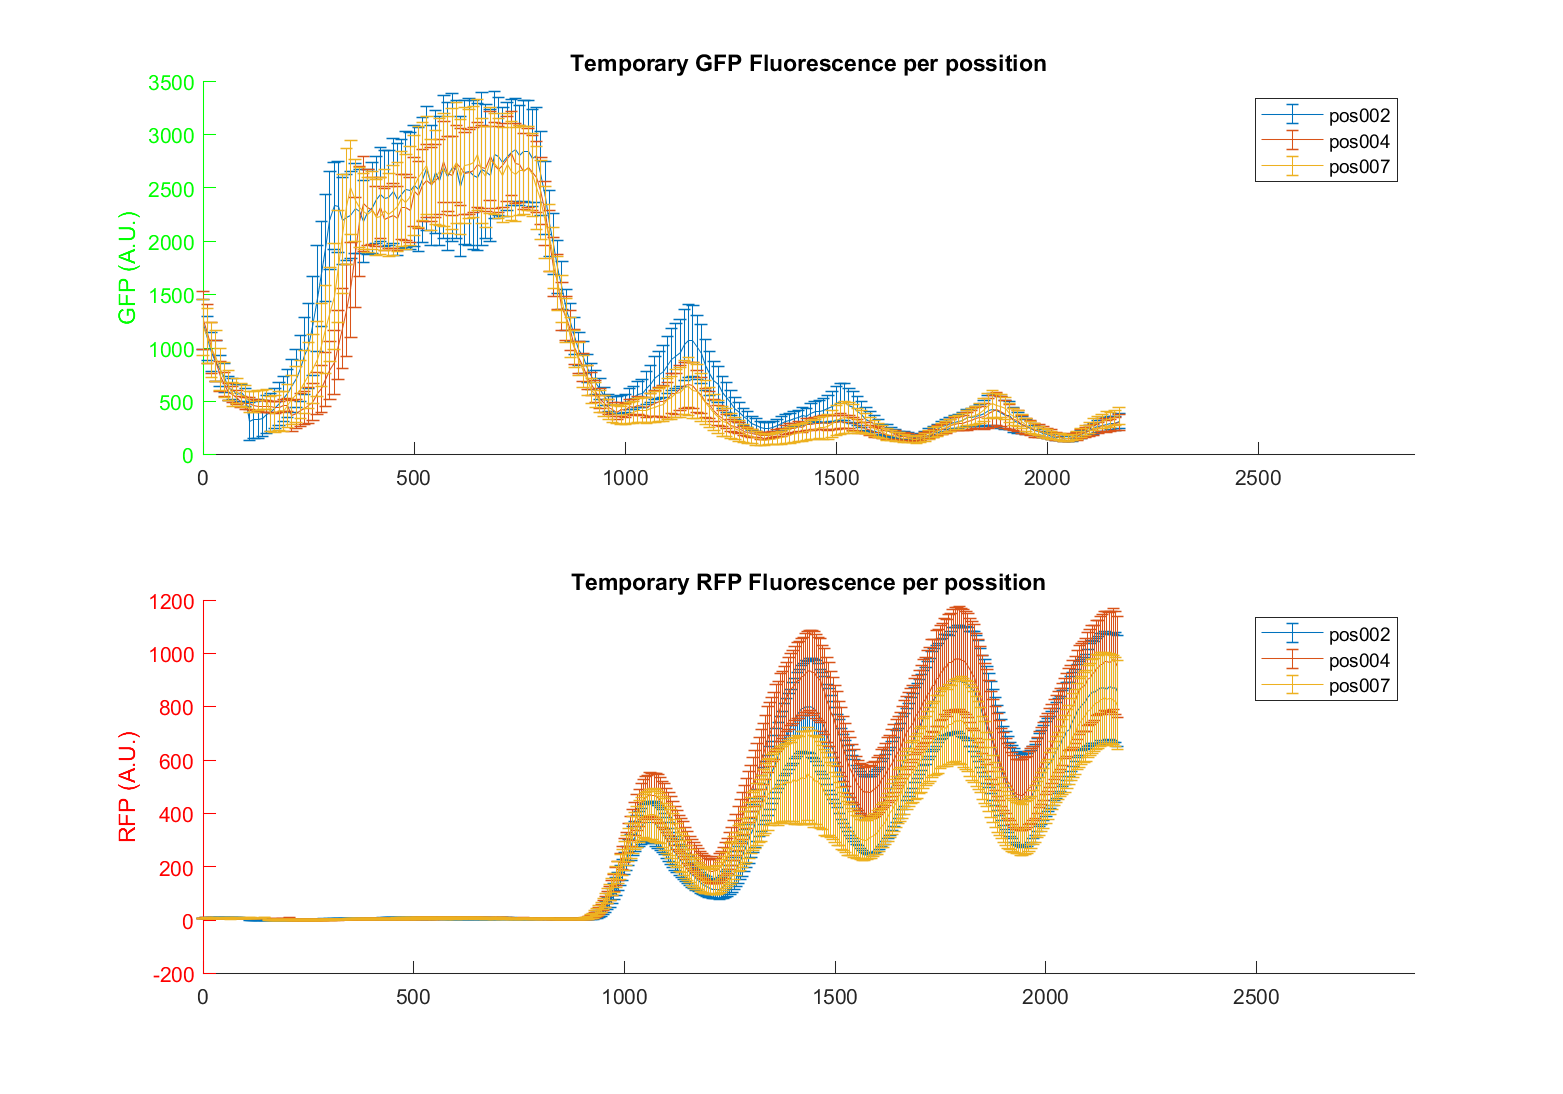 Temporary GFP Fluorescence per possition
GFP (A.U.)
3500
3000
2500
2000
1500
1000
500
0
0 500 1000 1500 2000 2500
pos002
pos004
pos007
Temporary RFP Fluorescence per possition
RFP (A.U.)
1200
1000
800
600
400
200
0
-200
0 500 1000 1500 2000 2500
pos002
pos004
pos007